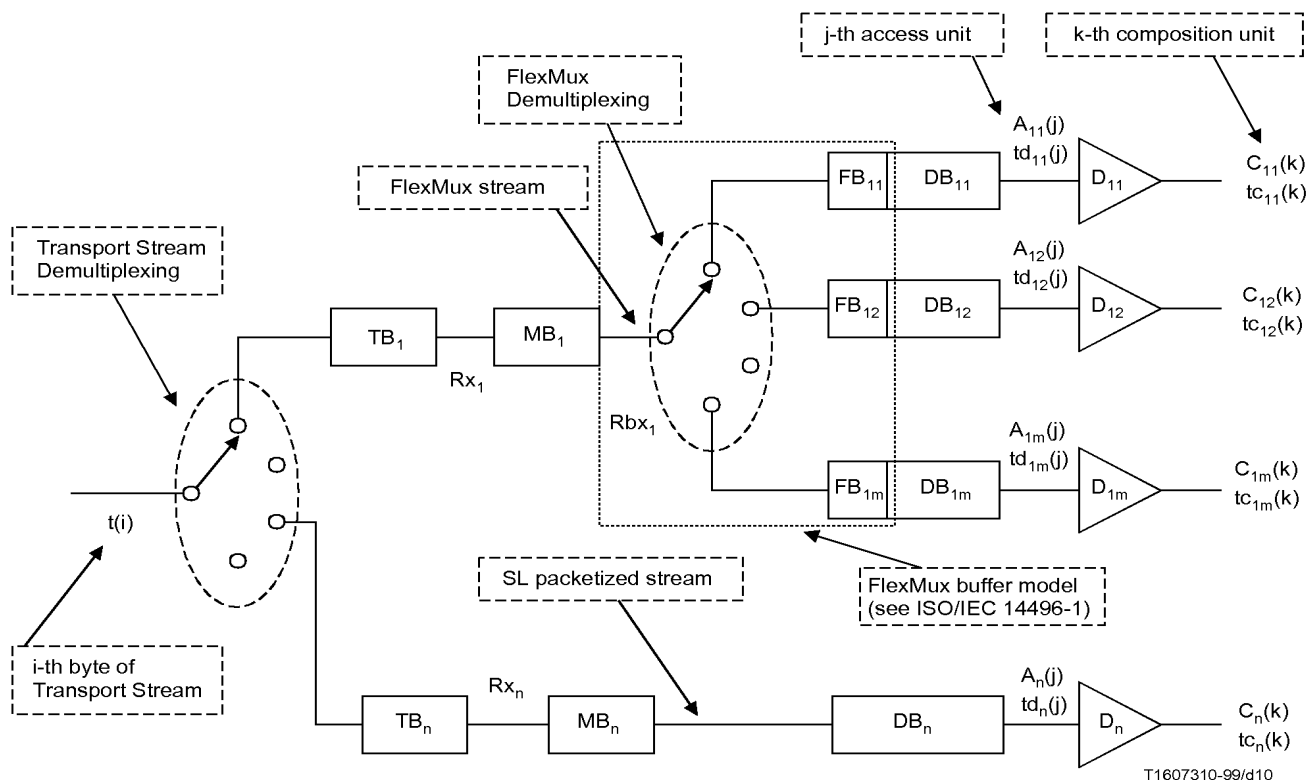 j-th access unit
k-th composition unit
FlexMux
Demultiplexing
A11(j)
td11(j)
C11(k)
tc11(k)
FB11
DB11
D11
FlexMux stream
Transport Stream
Demultiplexing
A12(j)
td12(j)
C12(k)
tc12(k)
FB12
DB12
D12
TB1
MB1
Rx1
Rbx1
A1m(j)
td1m(j)
C1m(k)
tc1m(k)
FB1m
DB1m
D1m
t(i)
SL packetized stream
FlexMux buffer model
(see ISO/IEC 14496-1)
i-th byte of
Transport Stream
Rxn
An(j)
tdn(j)
Cn(k)
tcn(k)
TBn
MBn
DBn
Dn
T1607310-99/d10